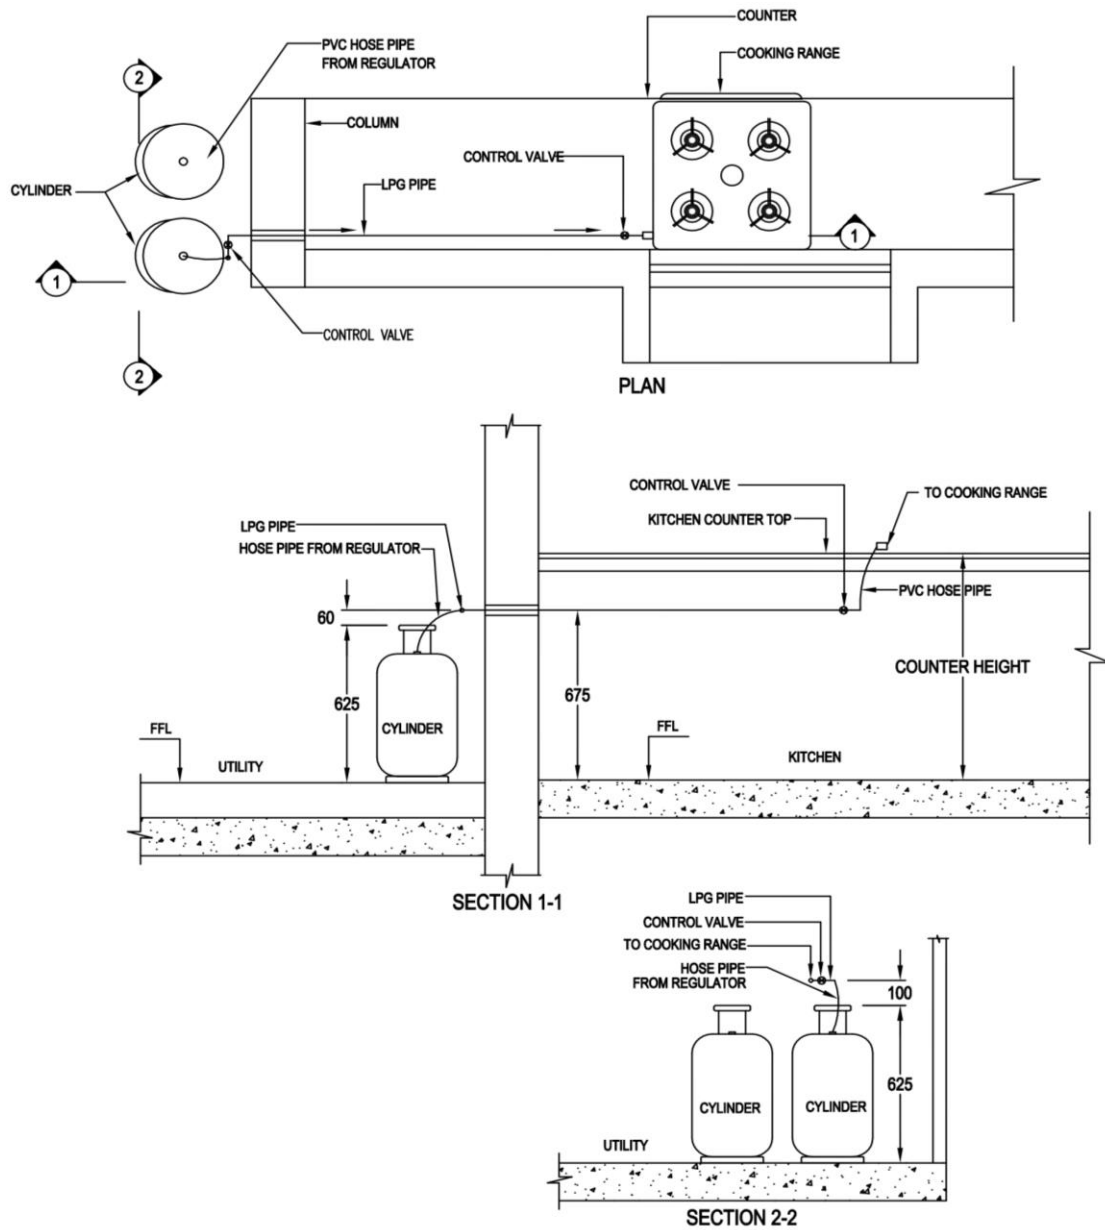 COUNTER
COOKING RANGE
PVC HOSE PIPE
FROM REGULATOR
2
COLUMN
CONTROL VALVE
LPG PIPE
CYLINDER
1
1
CONTROL VALVE
2
PLAN
CONTROL VALVE
TO COOKING RANGE
KITCHEN COUNTER TOP
LPG PIPE
HOSE PIPE FROM REGULATOR
PVC HOSE PIPE
60
COUNTER HEIGHT
675
625
CYLINDER
FFL
FFL
UTILITY
KITCHEN
SECTION 1-1
LPG PIPE
CONTROL VALVE
TO COOKING RANGE
HOSE PIPE
FROM REGULATOR
100
625
CYLINDER
CYLINDER
UTILITY
SECTION 2-2